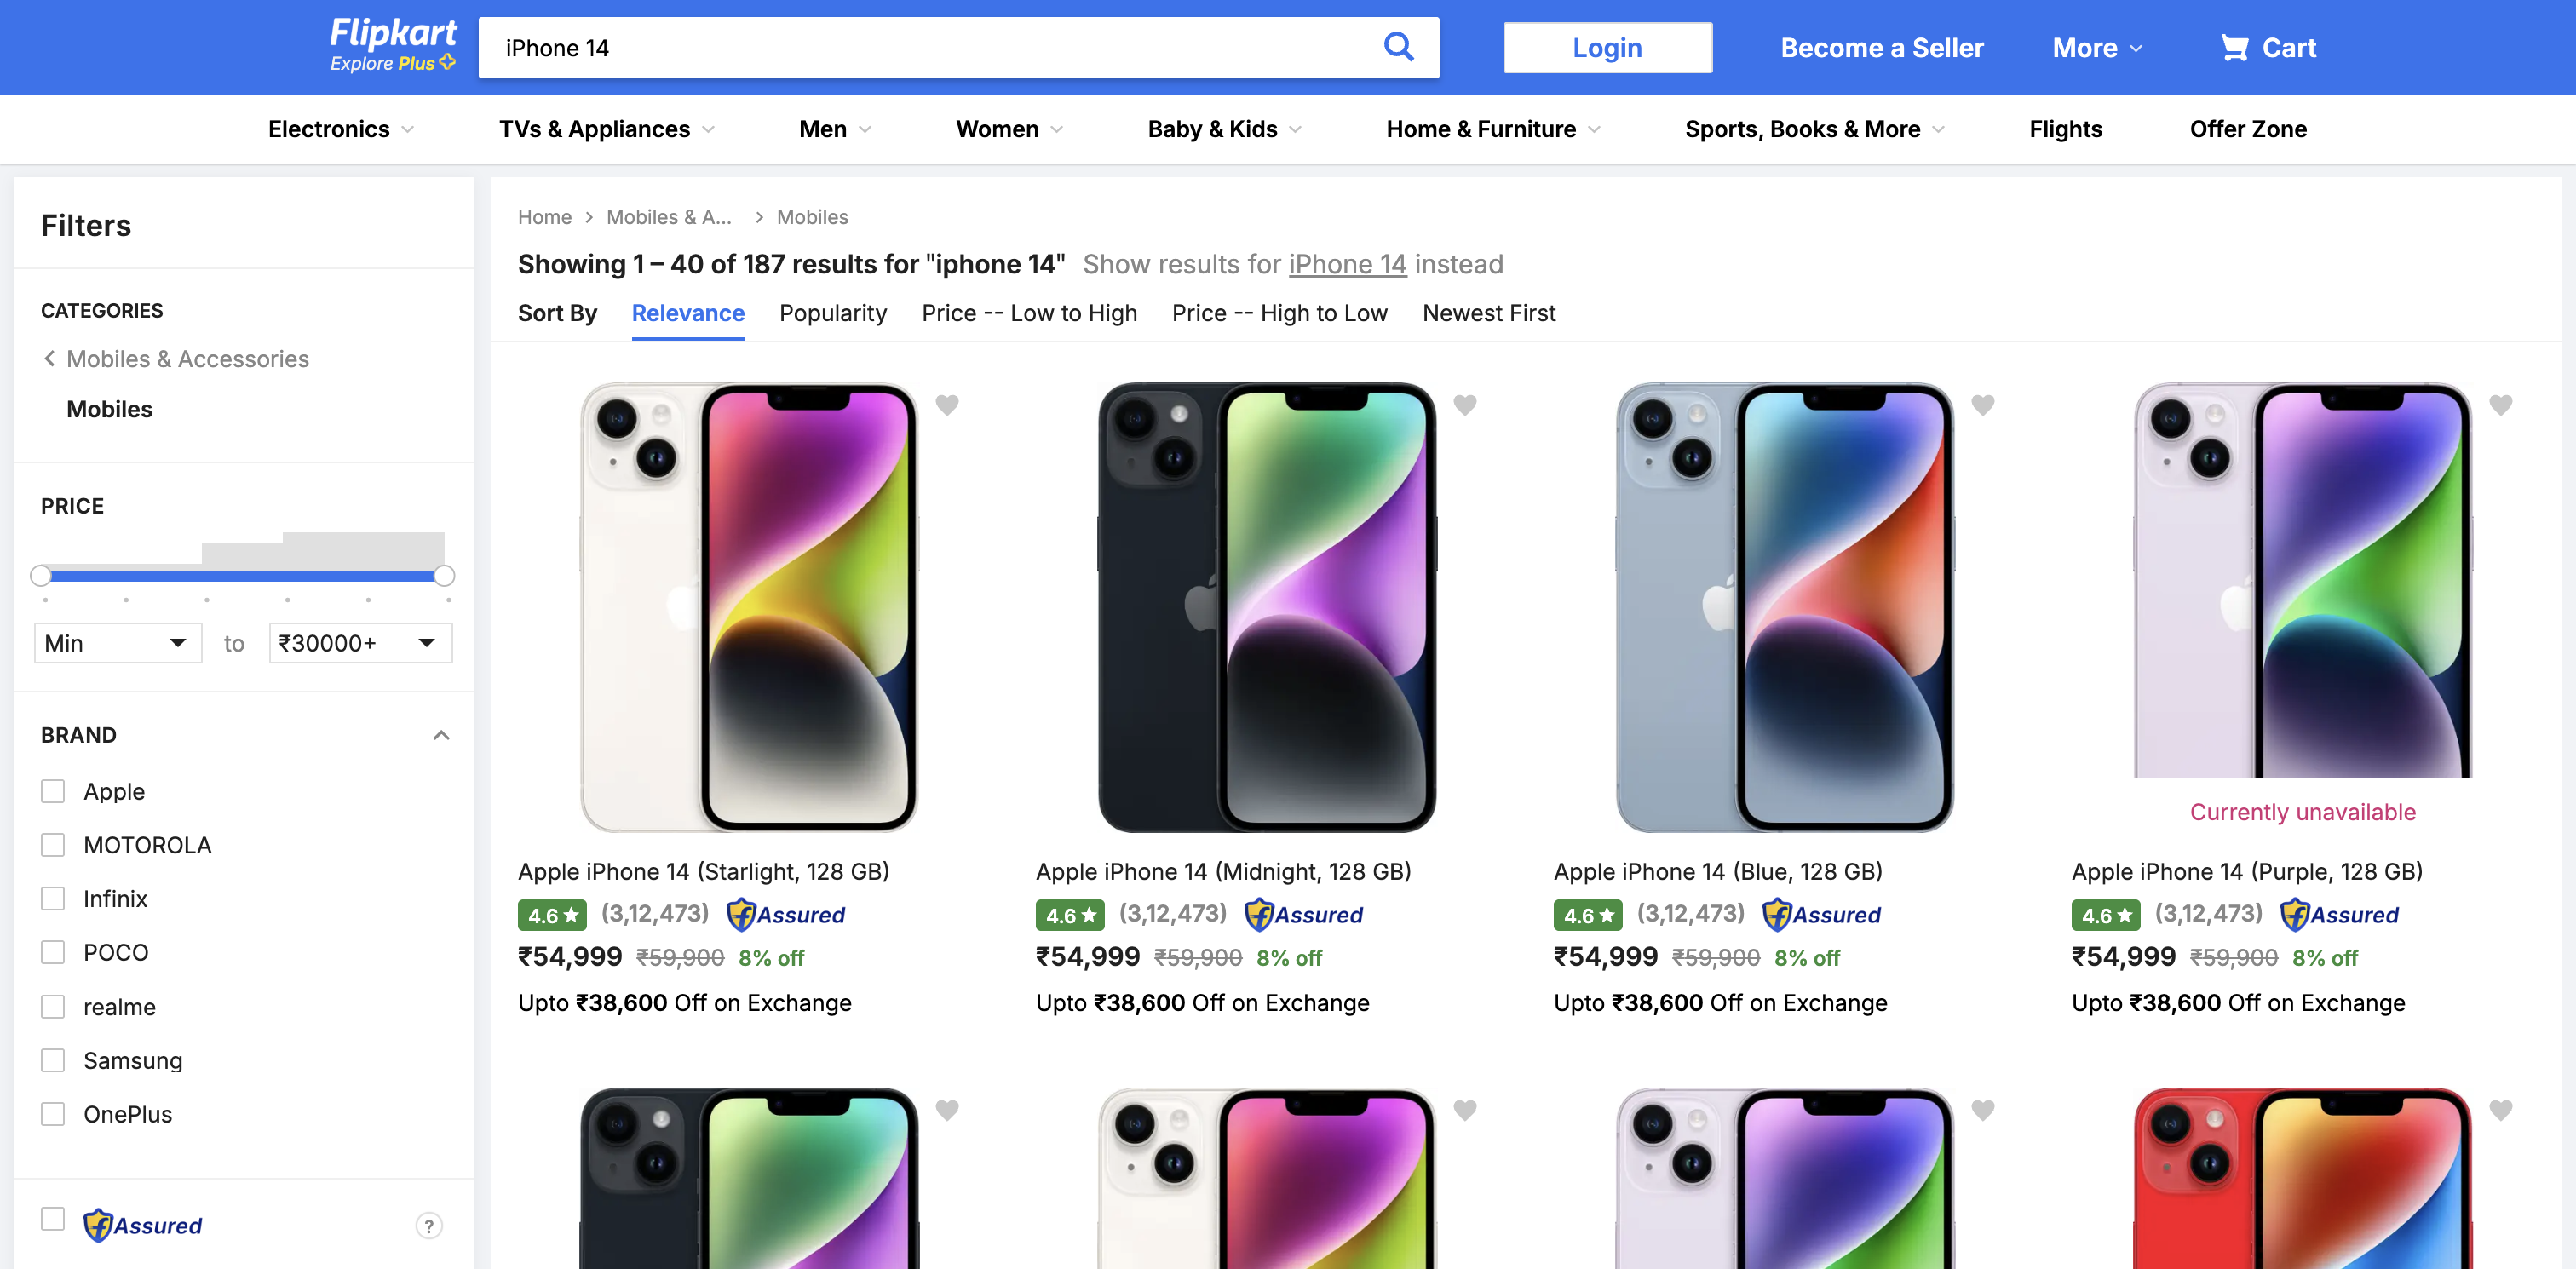 Flipkart
Explore Plus
iPhone 14
Login
Become a Seller
More
Cart
Electronics
TVs & Appliances
Men
Women
Baby & Kids
Home & Furniture
Sports, Books & More
Flights
Offer Zone
Filters
CATEGORIES
Mobiles & Accessories
Mobiles
PRICE
Min to ₹30000+
BRAND
Apple
MOTOROLA
Infinix
POCO
realme
Samsung
OnePlus
Assured ?
Home > Mobiles & A... > Mobiles
Showing 1 – 40 of 187 results for "iphone 14" Show results for iPhone 14 instead
Sort By Relevance Popularity Price -- Low to High Price -- High to Low Newest First
Apple iPhone 14 (Starlight, 128 GB)
4.6★ (3,12,473) Assured
₹54,999 ₹59,900 8% off
Upto ₹38,600 Off on Exchange
Apple iPhone 14 (Midnight, 128 GB)
4.6★ (3,12,473) Assured
₹54,999 ₹59,900 8% off
Upto ₹38,600 Off on Exchange
Apple iPhone 14 (Blue, 128 GB)
4.6★ (3,12,473) Assured
₹54,999 ₹59,900 8% off
Upto ₹38,600 Off on Exchange
Currently unavailable
Apple iPhone 14 (Purple, 128 GB)
4.6★ (3,12,473) Assured
₹54,999 ₹59,900 8% off
Upto ₹38,600 Off on Exchange